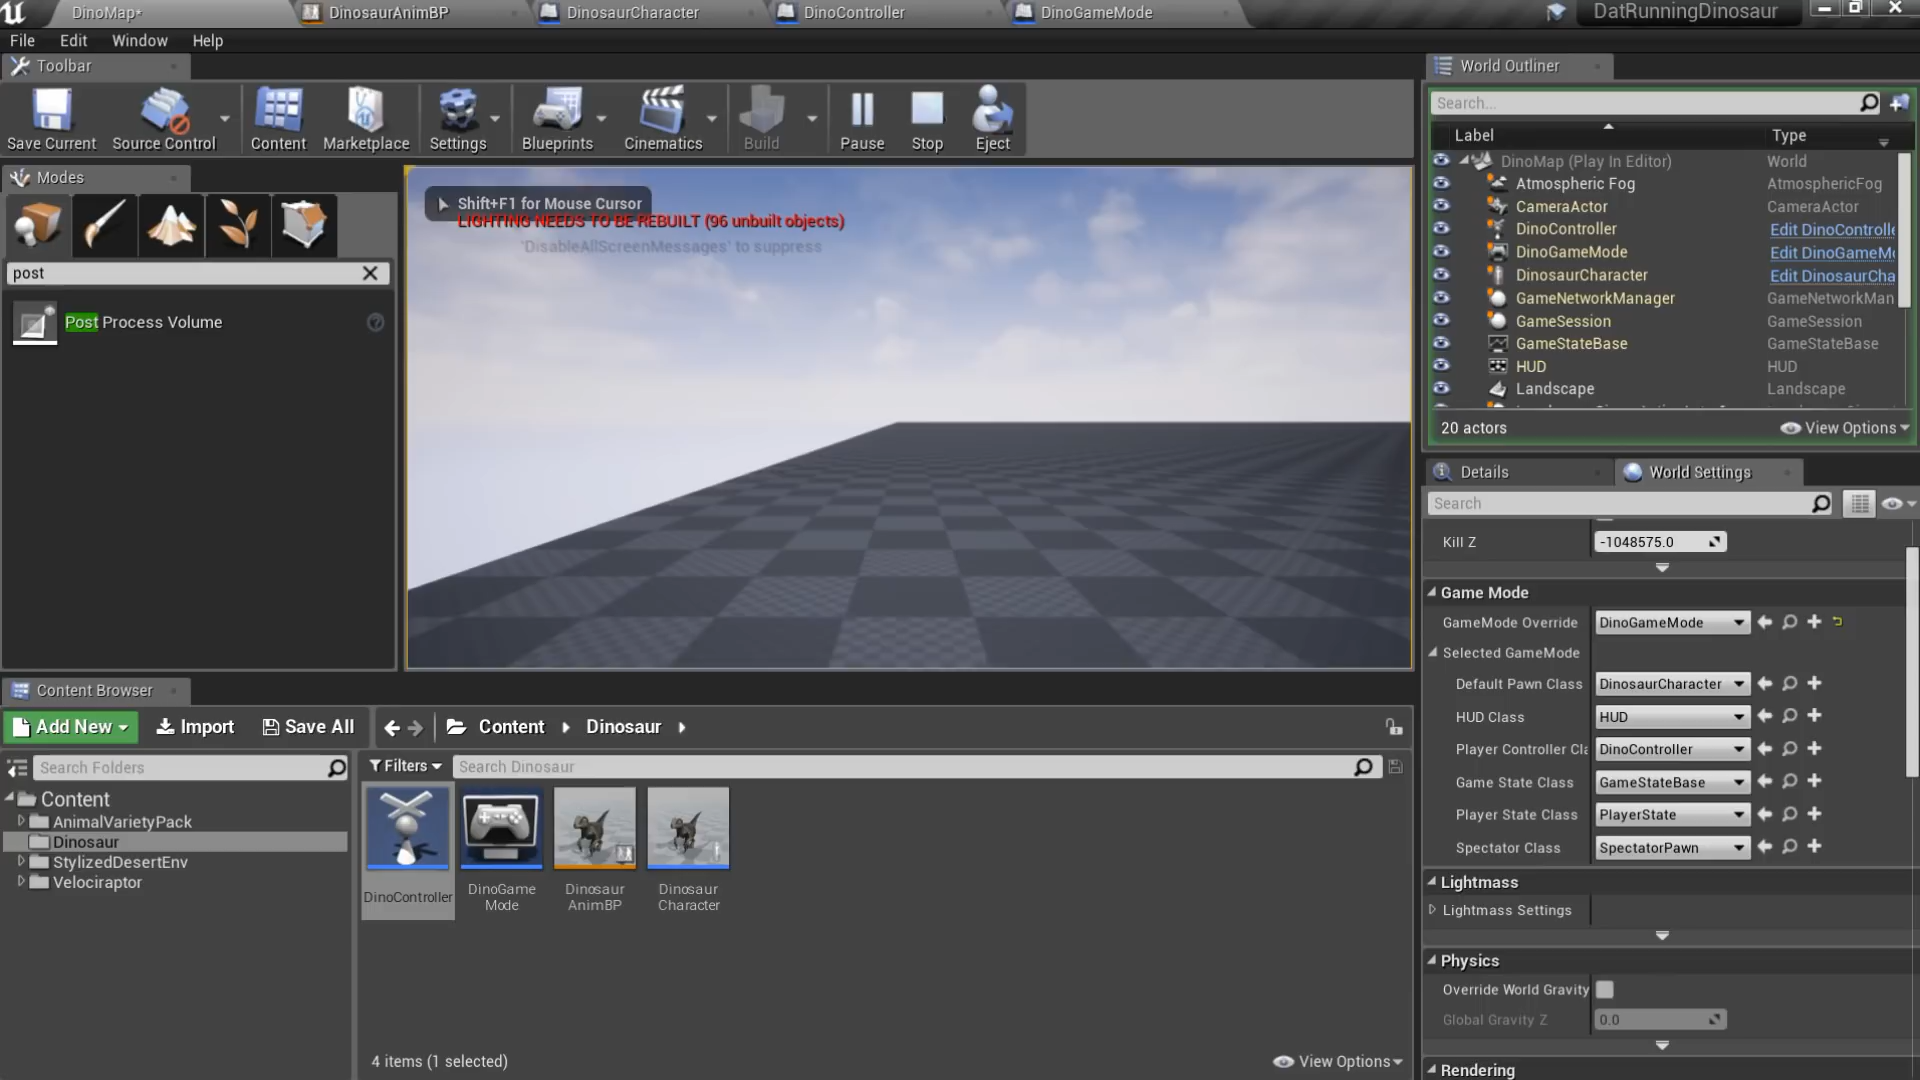 DinoMap*
DinosaurAnimBP
DinosaurCharacter
DinoController
DinoGameMode
DatRunningDinosaur
File Edit Window Help
Toolbar
Save Current
Source Control
Content
Marketplace
Settings
Blueprints
Cinematics
Build
Pause
Stop
Eject
Modes
post
Post Process Volume
Shift+F1 for Mouse Cursor
LIGHTING NEEDS TO BE REBUILT (96 unbuilt objects)
'DisableAllScreenMessages' to suppress
World Outliner
Search...
Label Type
DinoMap (Play In Editor) World
Atmospheric Fog AtmosphericFog
CameraActor CameraActor
DinoController Edit DinoControlle
DinoGameMode Edit DinoGameMo
DinosaurCharacter Edit DinosaurCha
GameNetworkManager GameNetworkMan
GameSession GameSession
GameStateBase GameStateBase
HUD HUD
Landscape Landscape
20 actors
View Options
Details
World Settings
Search
Kill Z -1048575.0
Game Mode
GameMode Override DinoGameMode
Selected GameMode
Default Pawn Class DinosaurCharacter
HUD Class HUD
Player Controller Cla DinoController
Game State Class GameStateBase
Player State Class PlayerState
Spectator Class SpectatorPawn
Lightmass
Lightmass Settings
Physics
Override World Gravity
Global Gravity Z 0.0
Rendering
Content Browser
Add New
Import
Save All
Content
Dinosaur
Search Folders
Filters
Search Dinosaur
Content
AnimalVarietyPack
Dinosaur
StylizedDesertEnv
Velociraptor
DinoController
DinoGame
Mode
Dinosaur
AnimBP
Dinosaur
Character
4 items (1 selected)
View Options